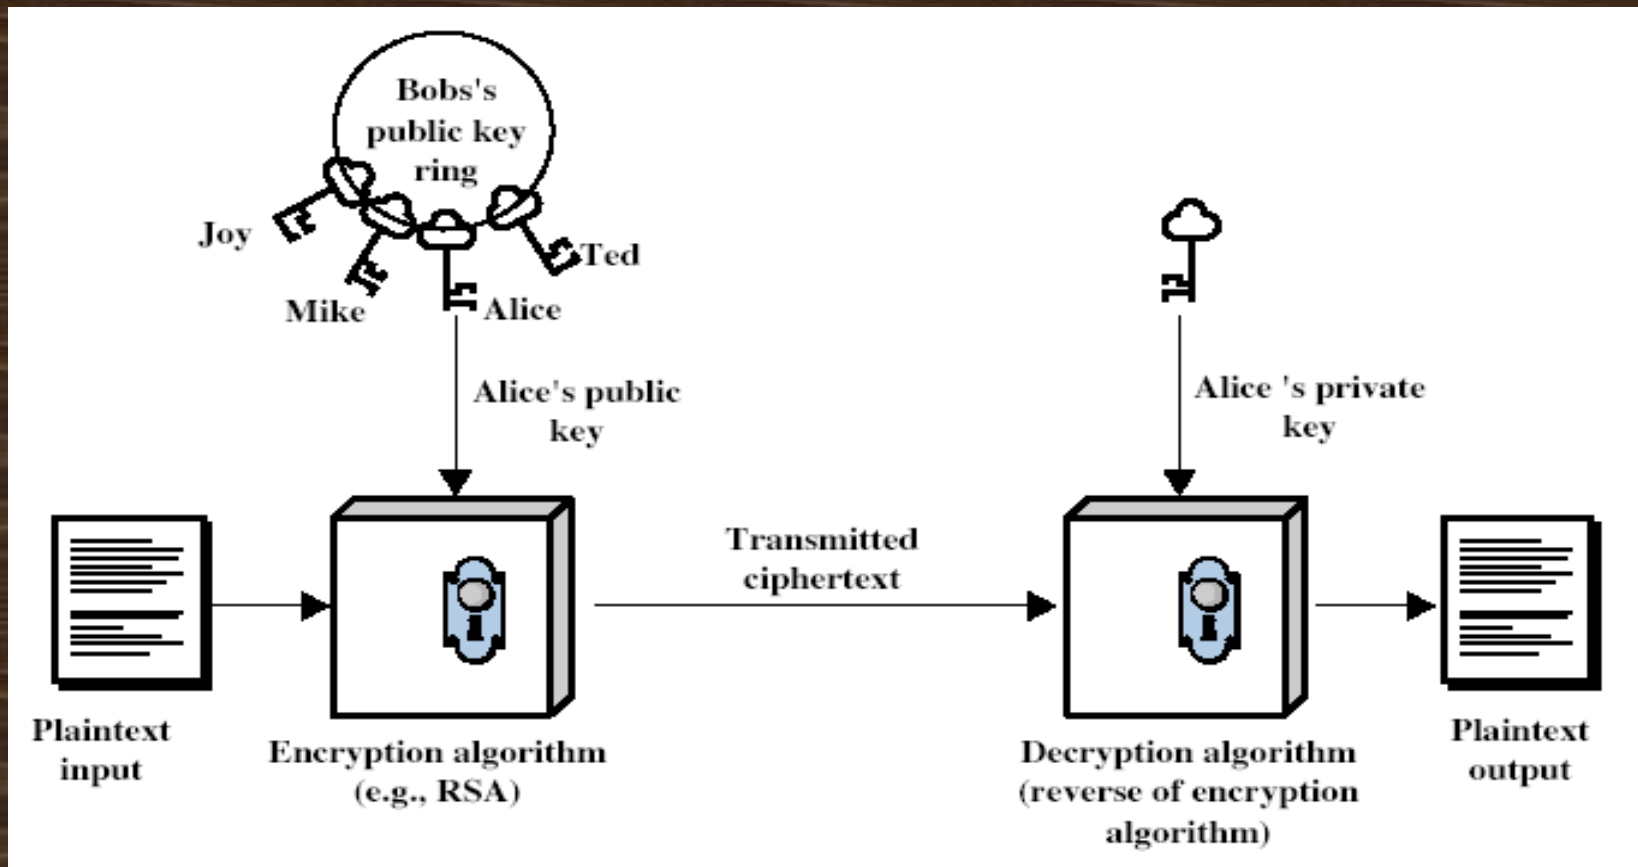 Bobs's
public key
ring
Joy
Ted
Mike
Alice
Alice's public
key
Alice 's private
key
Transmitted
ciphertext
Plaintext
input
Encryption algorithm
(e.g., RSA)
Decryption algorithm
(reverse of encryption
algorithm)
Plaintext
output